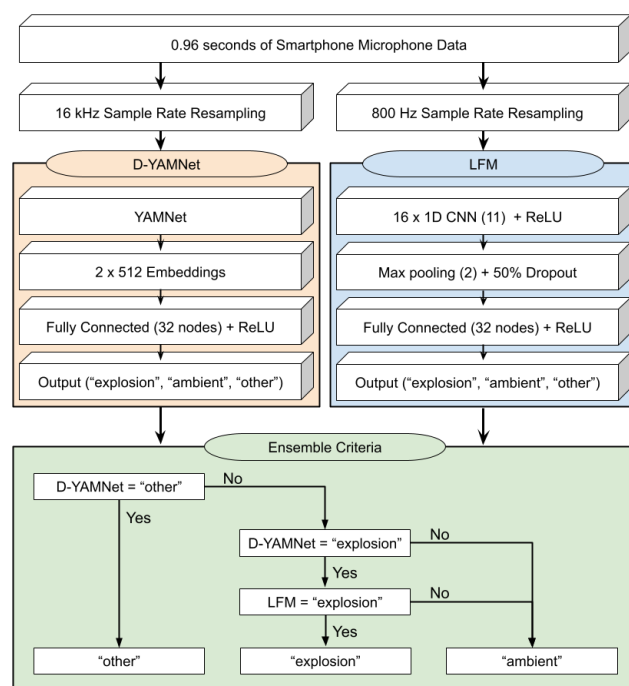 0.96 seconds of Smartphone Microphone Data
16 kHz Sample Rate Resampling
800 Hz Sample Rate Resampling
D-YAMNet
YAMNet
2 x 512 Embeddings
Fully Connected (32 nodes) + ReLU
Output (“explosion”, “ambient”, “other”)
LFM
16 x 1D CNN (11) + ReLU
Max pooling (2) + 50% Dropout
Fully Connected (32 nodes) + ReLU
Output (“explosion”, “ambient”, “other”)
Ensemble Criteria
D-YAMNet = “other”
No
Yes
D-YAMNet = “explosion”
No
Yes
LFM = “explosion”
No
Yes
“other”
“explosion”
“ambient”